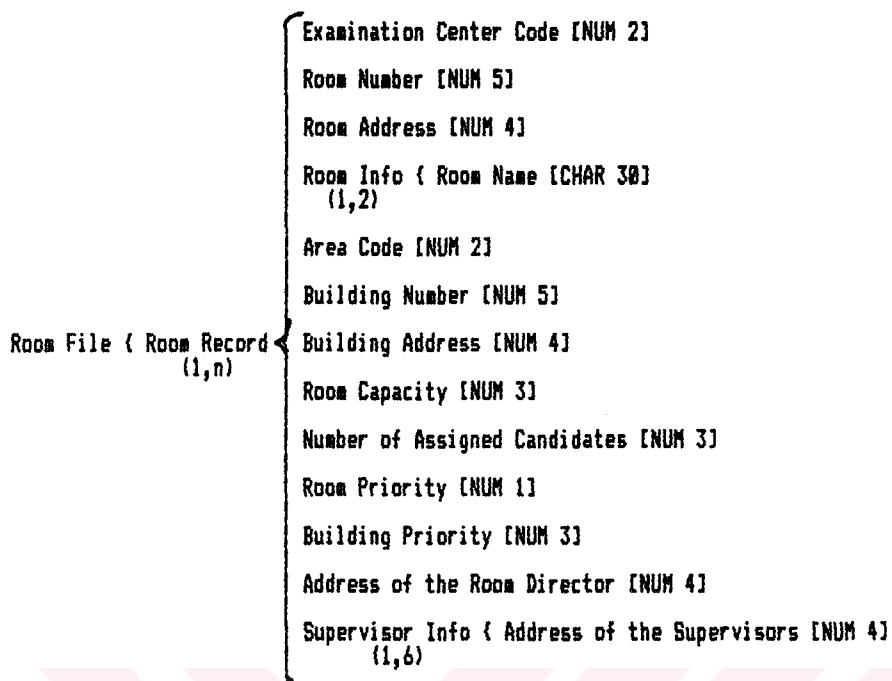 Examination Center Code [NUM 2]
Room Number [NUM 5]
Room Address [NUM 4]
Room Info { Room Name [CHAR 30]
(1,2)
Area Code [NUM 2]
Building Number [NUM 5]
Room File { Room Record { Building Address [NUM 4]
(1,n)
Room Capacity [NUM 3]
Number of Assigned Candidates [NUM 3]
Room Priority [NUM 1]
Building Priority [NUM 3]
Address of the Room Director [NUM 4]
Supervisor Info { Address of the Supervisors [NUM 4]
(1,6)